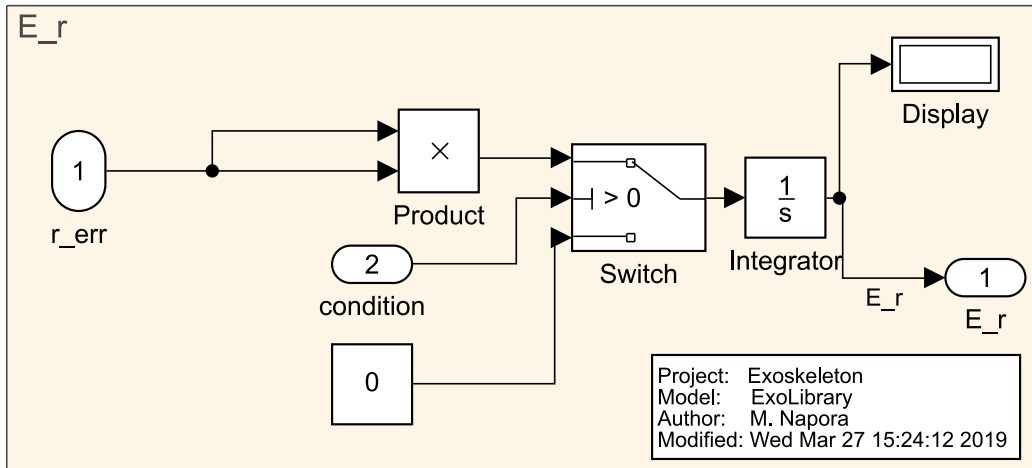 E_r
1
r_err
×
Product
2
condition
0
> 0
Switch
1
s
Integrator
Display
E_r
1
E_r
Project: Exoskeleton
Model: ExoLibrary
Author: M. Napora
Modified: Wed Mar 27 15:24:12 2019